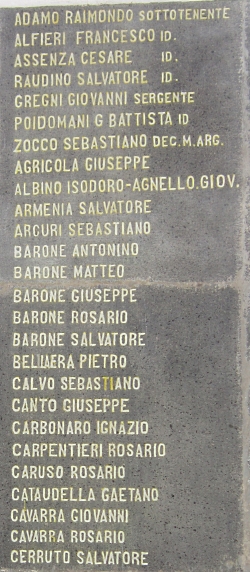 ADAMO RAIMONDO SOTTOTENENTE
ALFIERI FRANCESCO ID.
ASSENZA CESARE ID.
RAUDINO SALVATORE ID.
GREGNI GIOVANNI SERGENTE
POIDOMANI G BATTISTA ID
ZOCCO SEBASTIANO DEC.M.ARG.
AGRICOLA GIUSEPPE
ALBINO ISODORO-AGNELLO.GIOV.
ARMENIA SALVATORE
ARCURI SEBASTIANO
BARONE ANTONINO
BARONE MATTEO
BARONE GIUSEPPE
BARONE ROSARIO
BARONE SALVATORE
BELLAERA PIETRO
CALVO SEBASTIANO
CANTO GIUSEPPE
CARBONARO IGNAZIO
CARPENTIERI ROSARIO
CARUSO ROSARIO
CATAUDELLA GAETANO
CAVARRA GIOVANNI
CAVARRA ROSARIO
CERRUTO SALVATORE